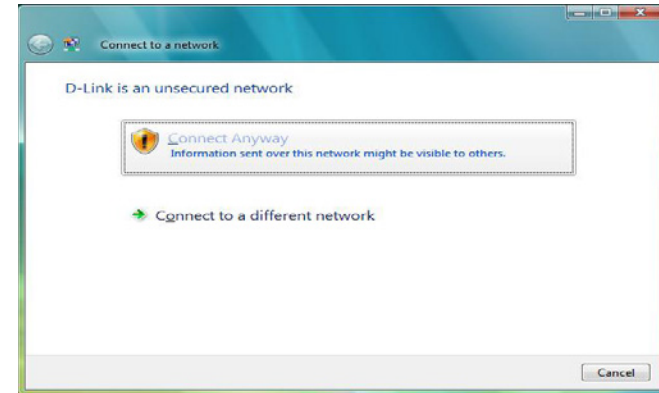 Connect to a network
D-Link is an unsecured network
Connect Anyway
Information sent over this network might be visible to others.
Connect to a different network
Cancel